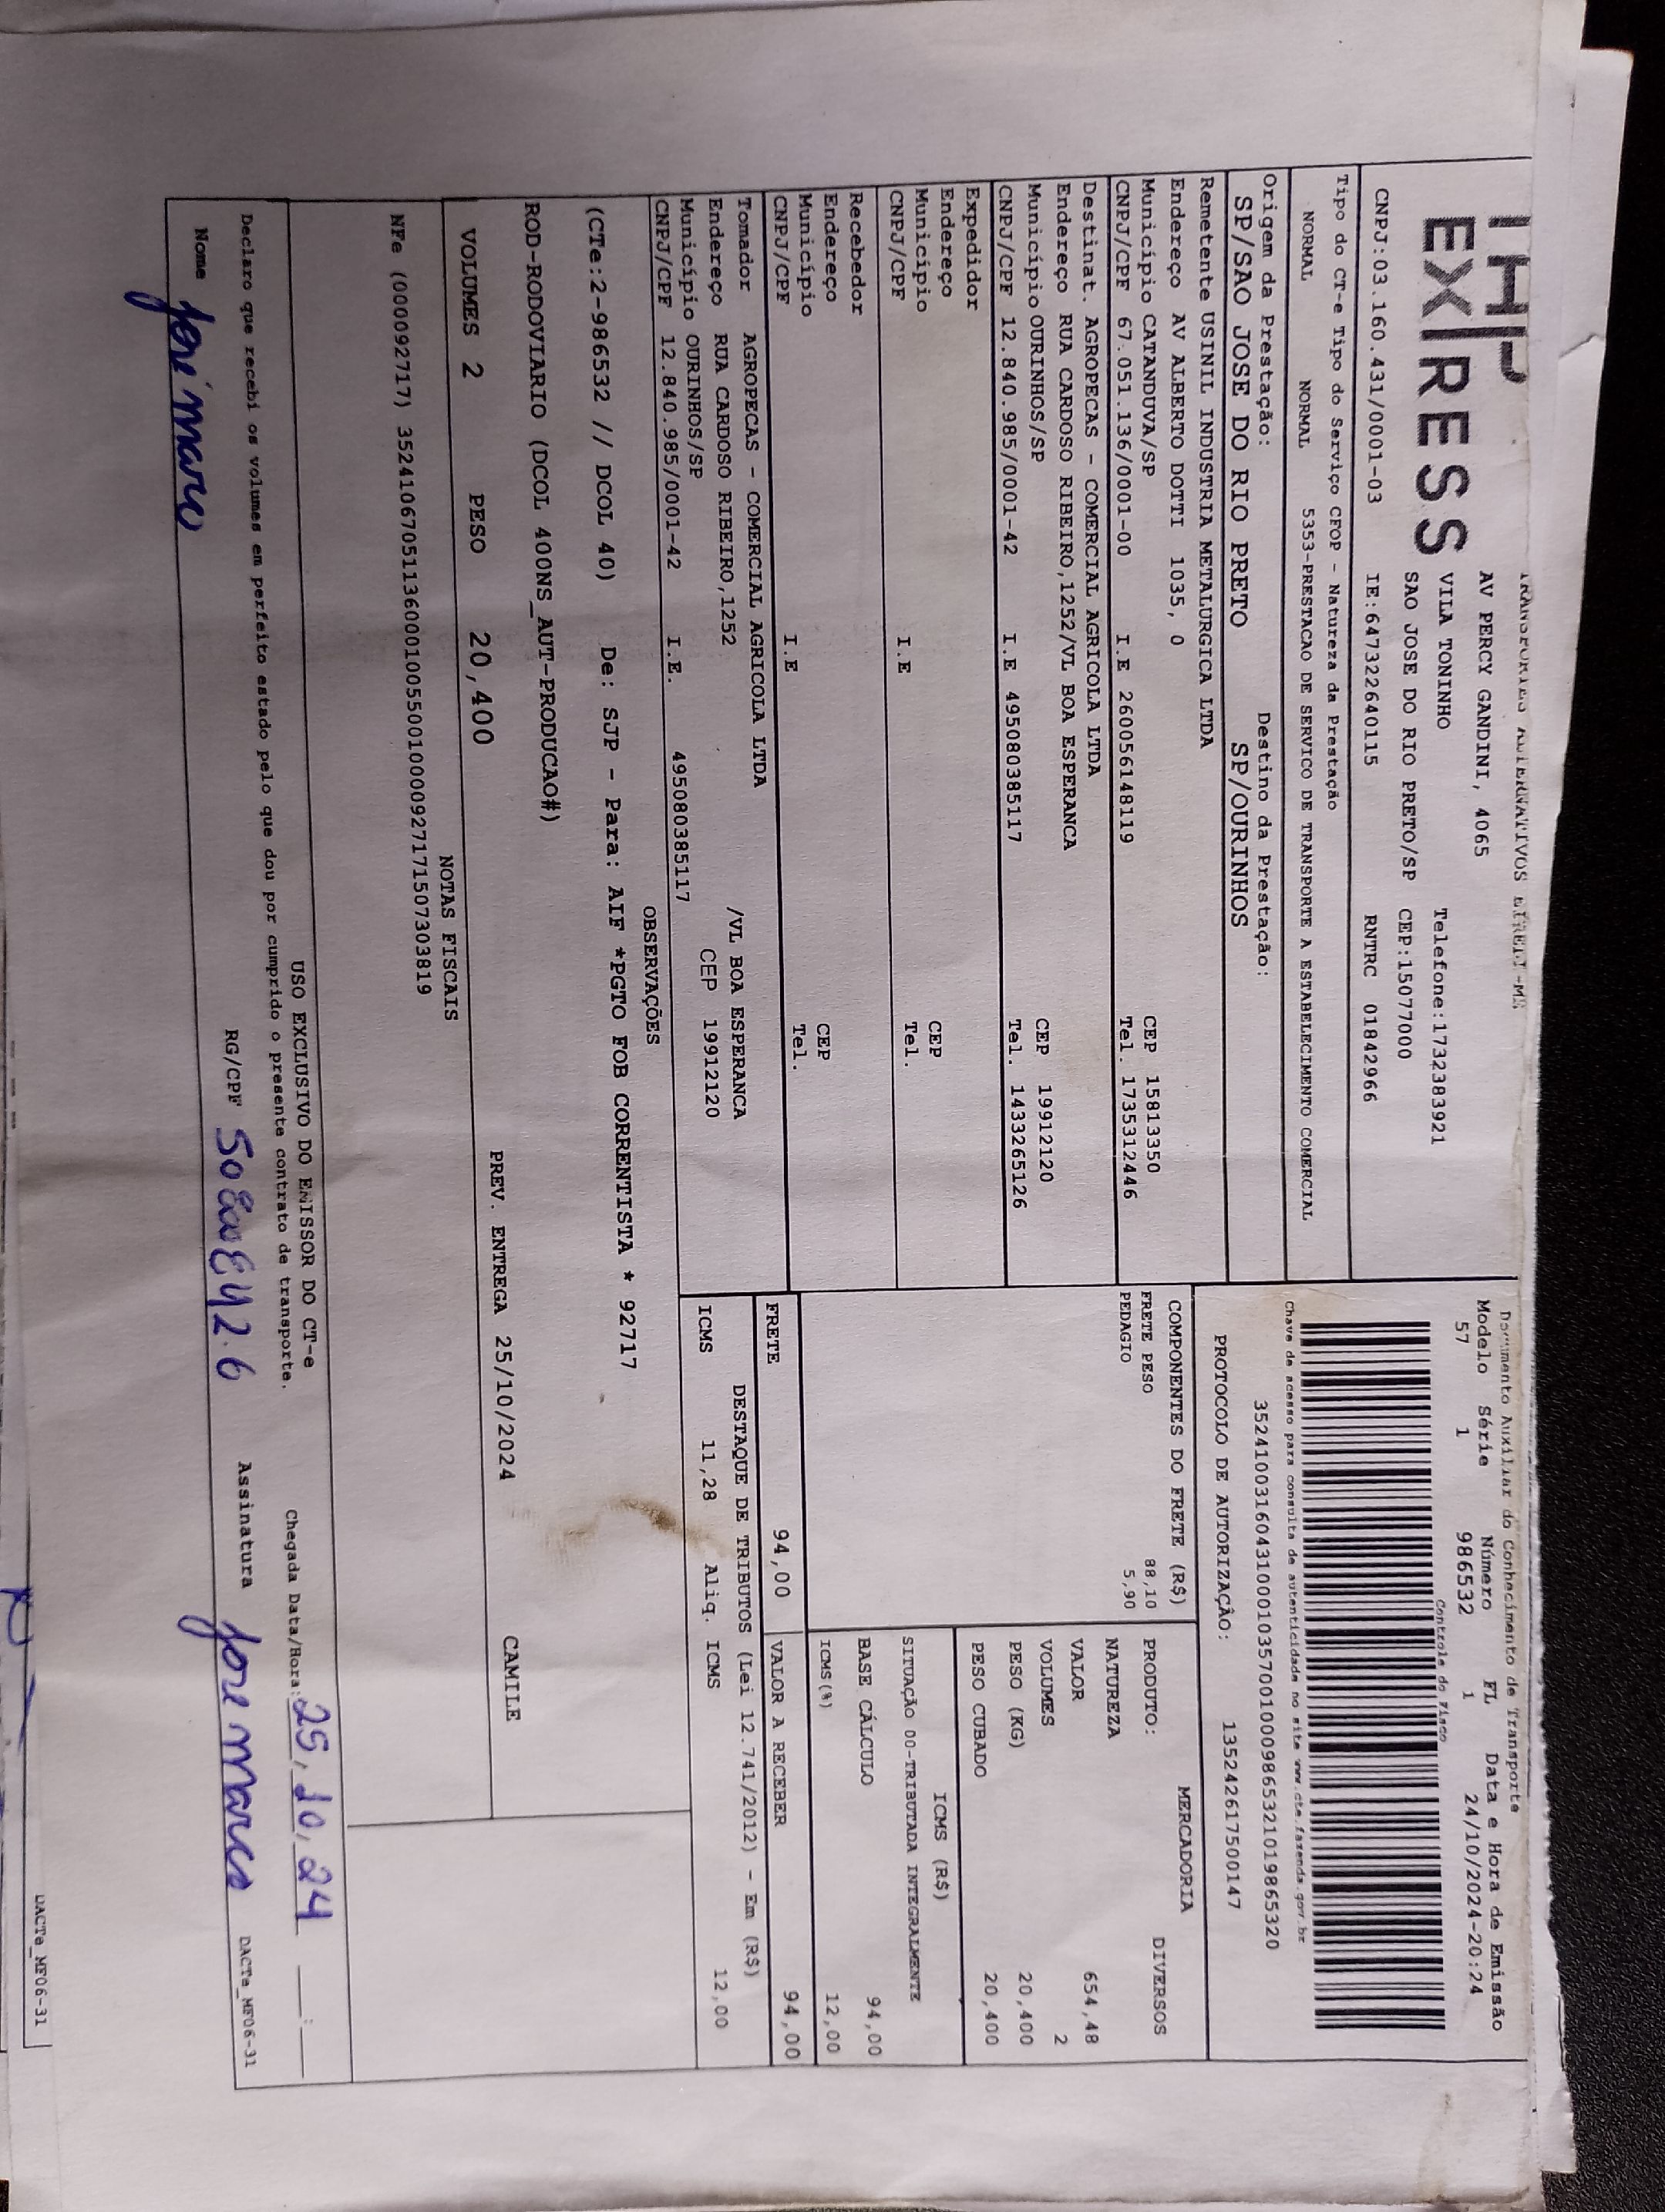 EXPRESS
AV PERCY GANDINI, 4065
VILA TONINHO Telefone:1732383921
SAO JOSE DO RIO PRETO/SP CEP:15077000
CNPJ:03.160.431/0001-03 IE:647322640115 RNTRC 01842966
Tipo do CT-e Tipo do Serviço CFOP - Natureza da Prestação
NORMAL NORMAL 5353-PRESTACAO DE SERVICO DE TRANSPORTE A ESTABELECIMENTO COMERCIAL
Origem da Prestação: Destino da Prestação:
SP/SAO JOSE DO RIO PRETO SP/OURINHOS
Remetente USINIL INDUSTRIA METALURGICA LTDA
Endereço AV ALBERTO DOTTI 1035, 0
Município CATANDUVA/SP CEP 15813350
CNPJ/CPF 67.051.136/0001-00 I.E 260056148119 Tel. 1735312446
Destinat. AGROPECAS - COMERCIAL AGRICOLA LTDA
Endereço RUA CARDOSO RIBEIRO,1252/VL BOA ESPERANCA
Município OURINHOS/SP CEP 19912120
CNPJ/CPF 12.840.985/0001-42 I.E 495080385117 Tel. 1433265126
Expedidor
Endereço
Município CEP
CNPJ/CPF I.E Tel.
Recebedor
Endereço
Município CEP
CNPJ/CPF I.E Tel.
Tomador AGROPECAS - COMERCIAL AGRICOLA LTDA
Endereço RUA CARDOSO RIBEIRO,1252 /VL BOA ESPERANCA
Município OURINHOS/SP CEP 19912120
CNPJ/CPF 12.840.985/0001-42 I.E. 495080385117
Documento Auxiliar do Conhecimento de Transporte
Modelo Série Número FL Data e Hora de Emissão
57 1 986532 1 24/10/2024-20:24
Controle do Fisco
Chave de acesso para consulta de autenticidade no site www.cte.fazenda.gov.br
35241003160431000103570010009865321019865320
PROTOCOLO DE AUTORIZAÇÃO: 135242617500147
COMPONENTES DO FRETE (R$)
FRETE PESO 88,10
PEDAGIO 5,90
MERCADORIA
PRODUTO: DIVERSOS
NATUREZA
VALOR 654,48
VOLUMES 2
PESO (KG) 20,400
PESO CUBADO 20,400
ICMS (R$)
SITUAÇÃO 00-TRIBUTADA INTEGRALMENTE
BASE CÁLCULO 94,00
ICMS(%) 12,00
FRETE 94,00 VALOR A RECEBER 94,00
DESTAQUE DE TRIBUTOS (Lei 12.741/2012) - Em (R$)
ICMS 11,28 Aliq. ICMS 12,00
OBSERVAÇÕES
(CTe:2-986532 // DCOL 40) De: SJP - Para: AIF *PGTO FOB CORRENTISTA * 92717
ROD-RODOVIARIO (DCOL 400NS_AUT-PRODUCAO#)
VOLUMES 2 PESO 20,400 PREV. ENTREGA 25/10/2024 CAMILE
NOTAS FISCAIS
NFe (000092717) 35241067051136000100550010000927171507303819
USO EXCLUSIVO DO EMISSOR DO CT-e
Declaro que recebi os volumes em perfeito estado pelo que dou por cumprido o presente contrato de transporte. Chegada Data/Hora: 25, 10, 24 :
Nome José marco RG/CPF Assinatura Jose marco
DACTe_MF06-31
DACTe_MF06-31